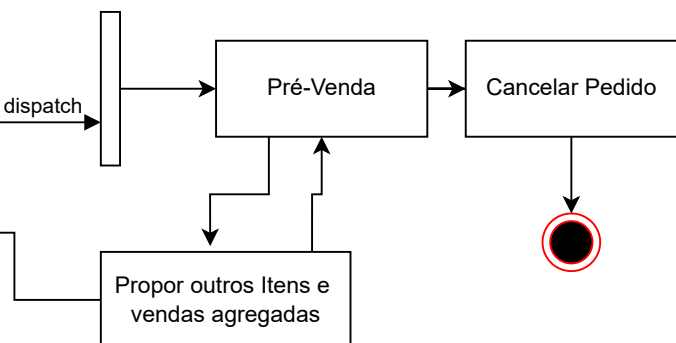 dispatch
Pré-Venda
Cancelar Pedido
Propor outros Itens e
vendas agregadas